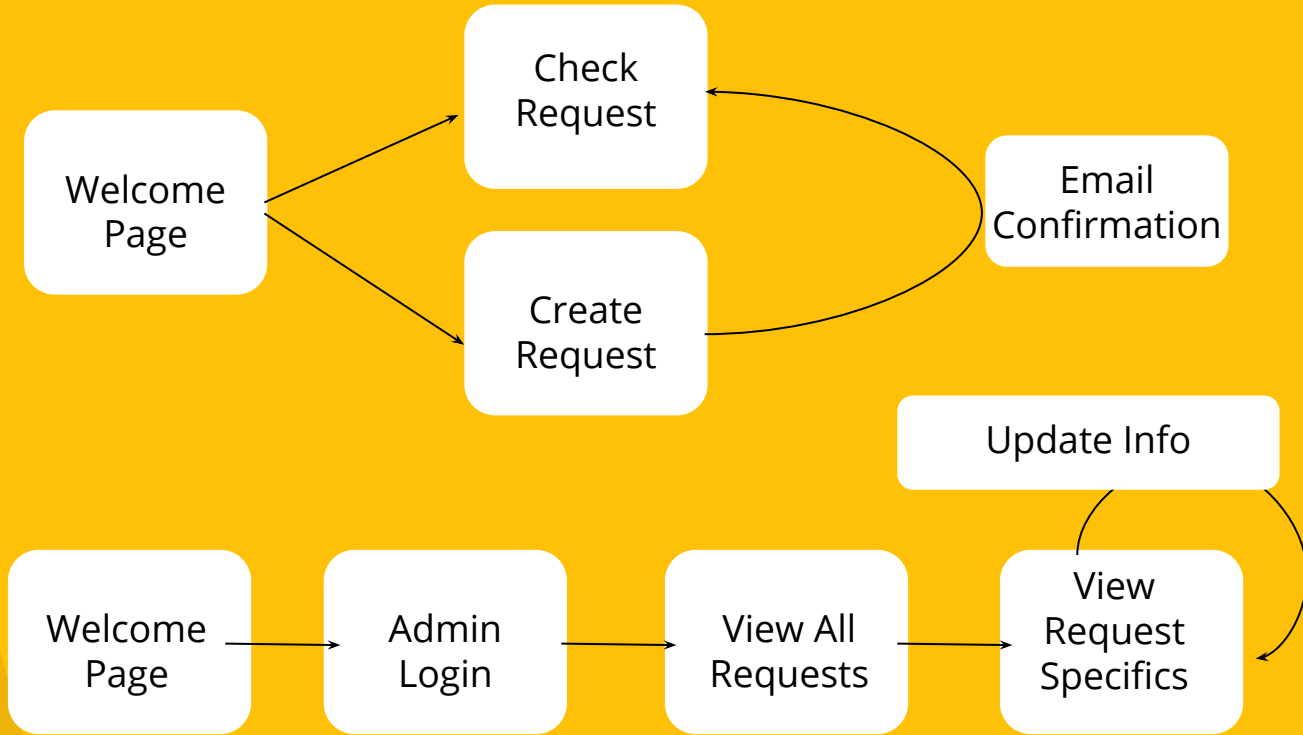 Check
Request
Welcome
Page
Email
Confirmation
Create
Request
Update Info
Welcome
Page
Admin
Login
View All
Requests
View
Request
Specifics